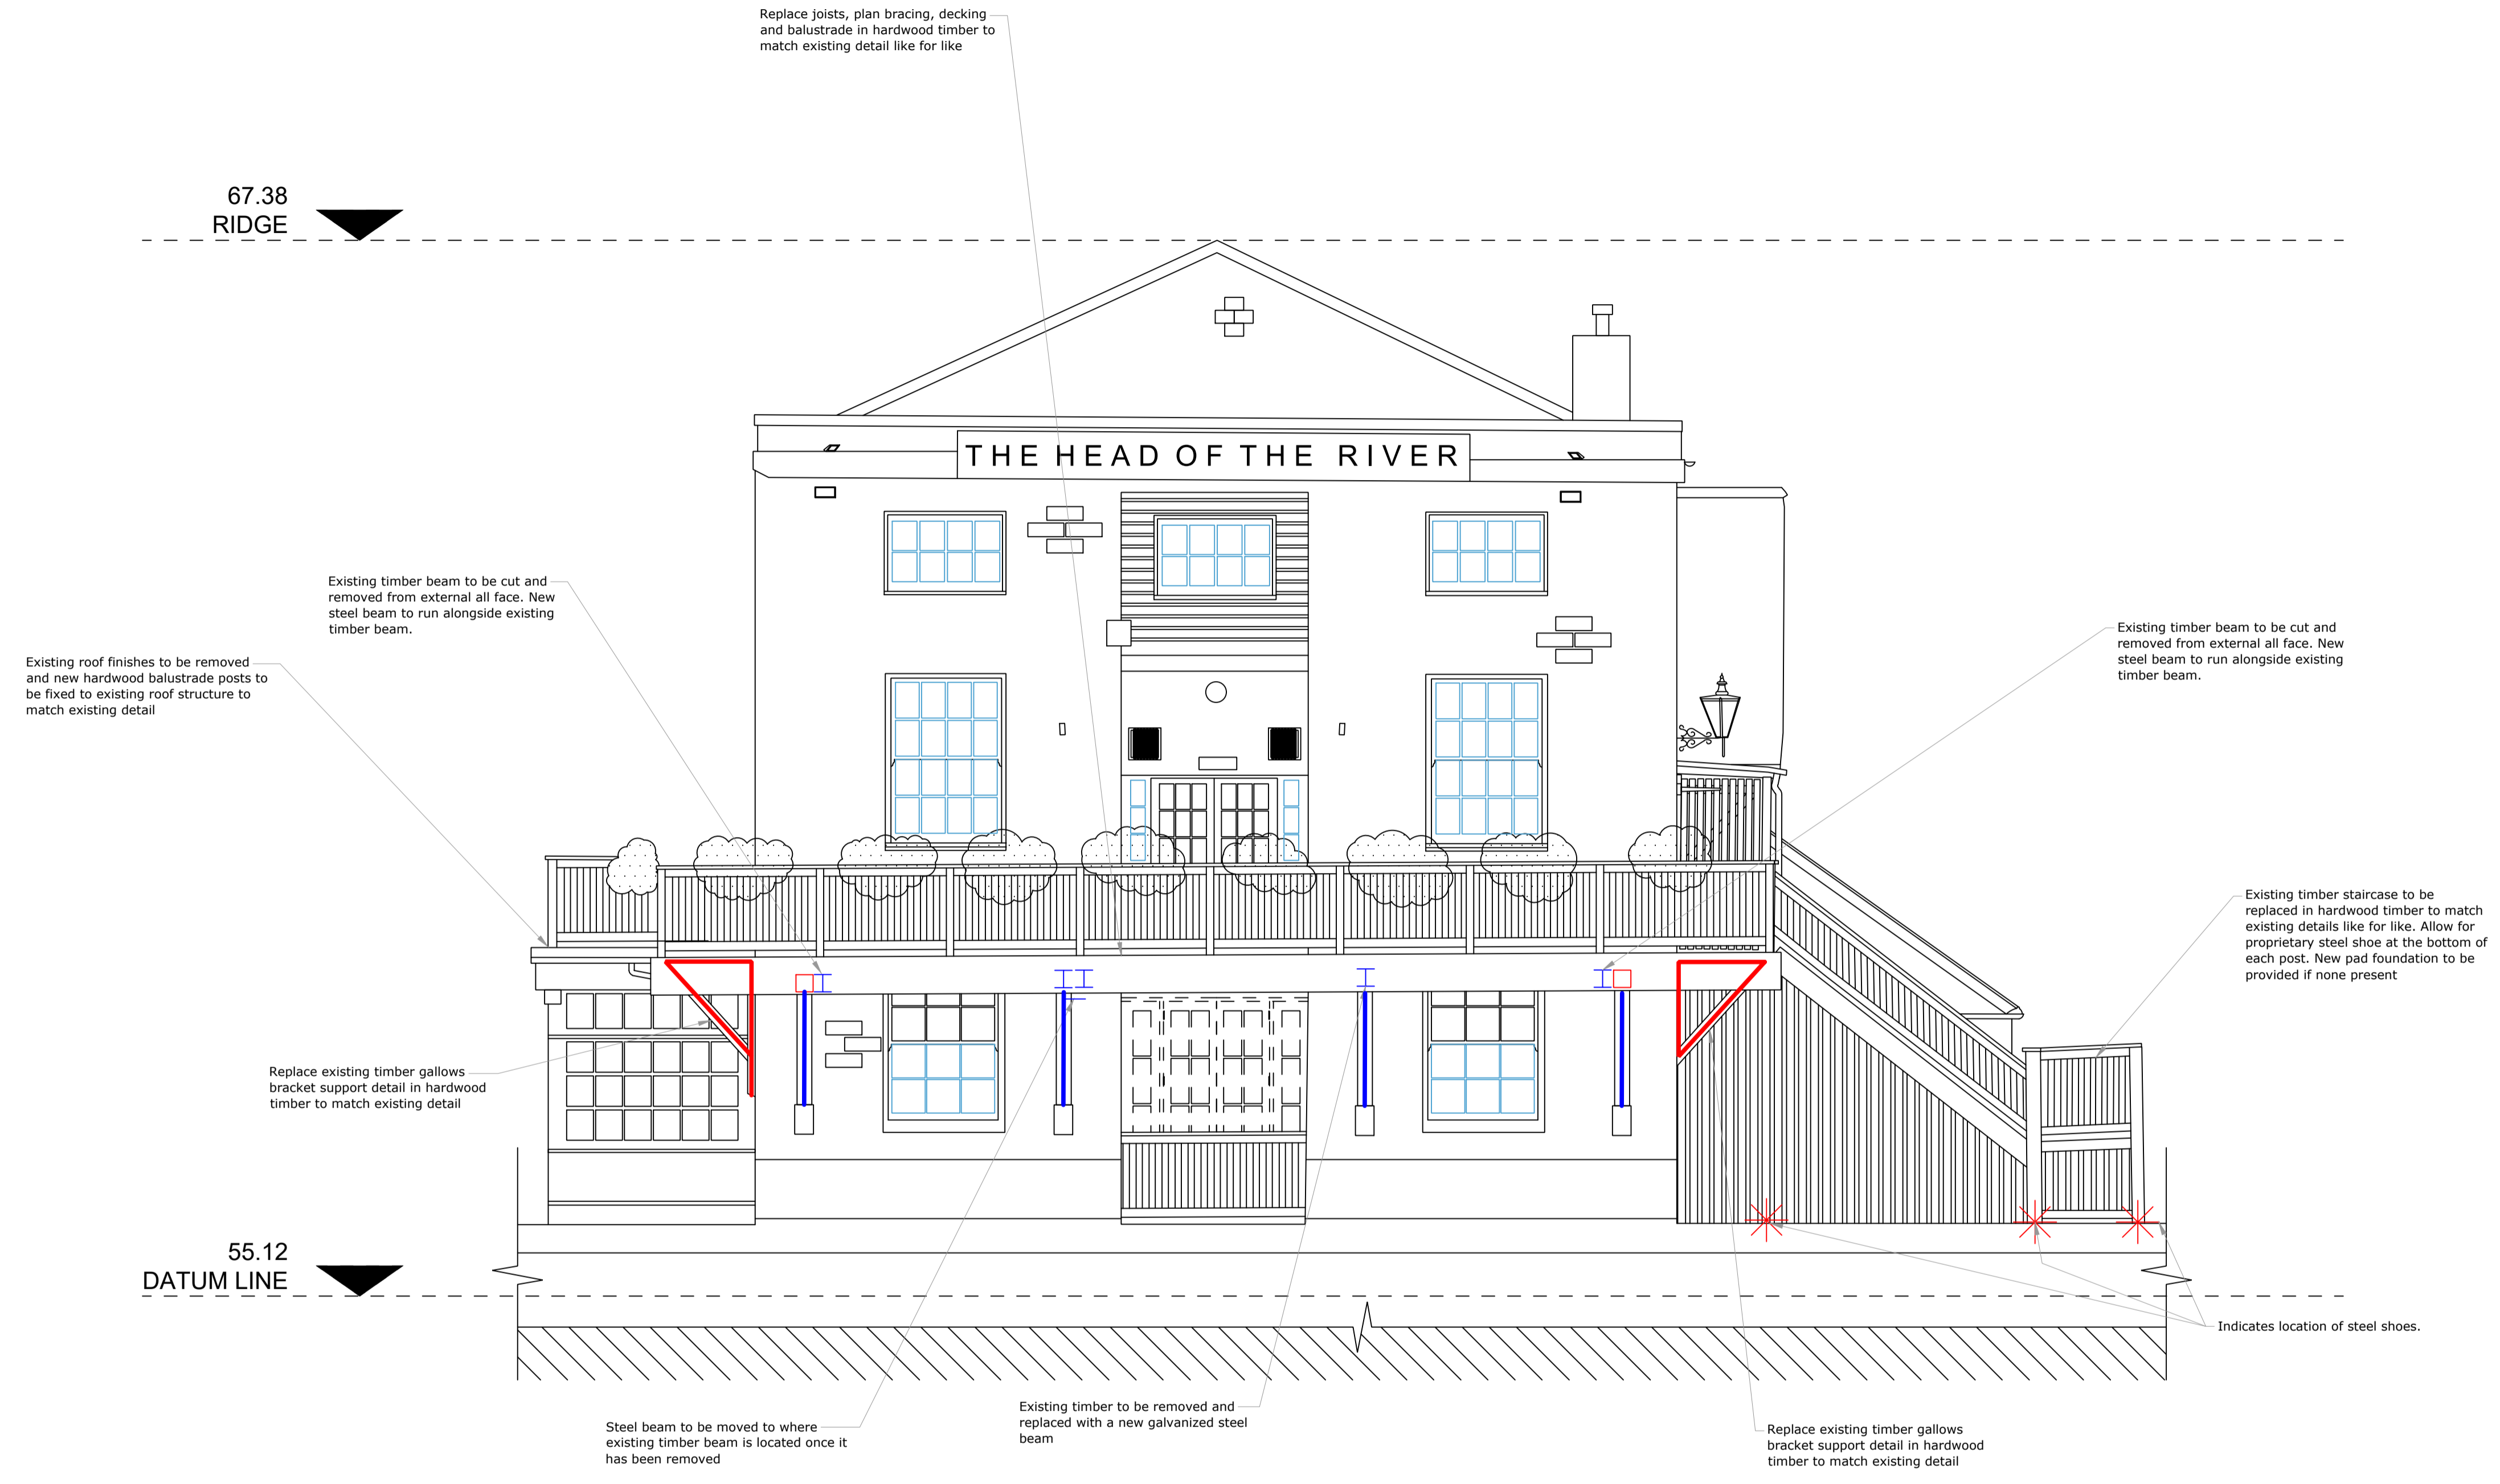 Replace joists, plan bracing, decking
and balustrade in hardwood timber to
match existing detail like for like
67.38
RIDGE
THE HEAD OF THE RIVER
Existing timber beam to be cut and
removed from external all face. New
steel beam to run alongside existing
timber beam.
Existing timber beam to be cut and
removed from external all face. New
steel beam to run alongside existing
timber beam.
Existing roof finishes to be removed
and new hardwood balustrade posts to
be fixed to existing roof structure to
match existing detail
Existing timber staircase to be
replaced in hardwood timber to match
existing details like for like. Allow for
proprietary steel shoe at the bottom of
each post. New pad foundation to be
provided if none present
Replace existing timber gallows
bracket support detail in hardwood
timber to match existing detail
55.12
DATUM LINE
Indicates location of steel shoes.
Steel beam to be moved to where
existing timber beam is located once it
has been removed
Existing timber to be removed and
replaced with a new galvanized steel
beam
Replace existing timber gallows
bracket support detail in hardwood
timber to match existing detail